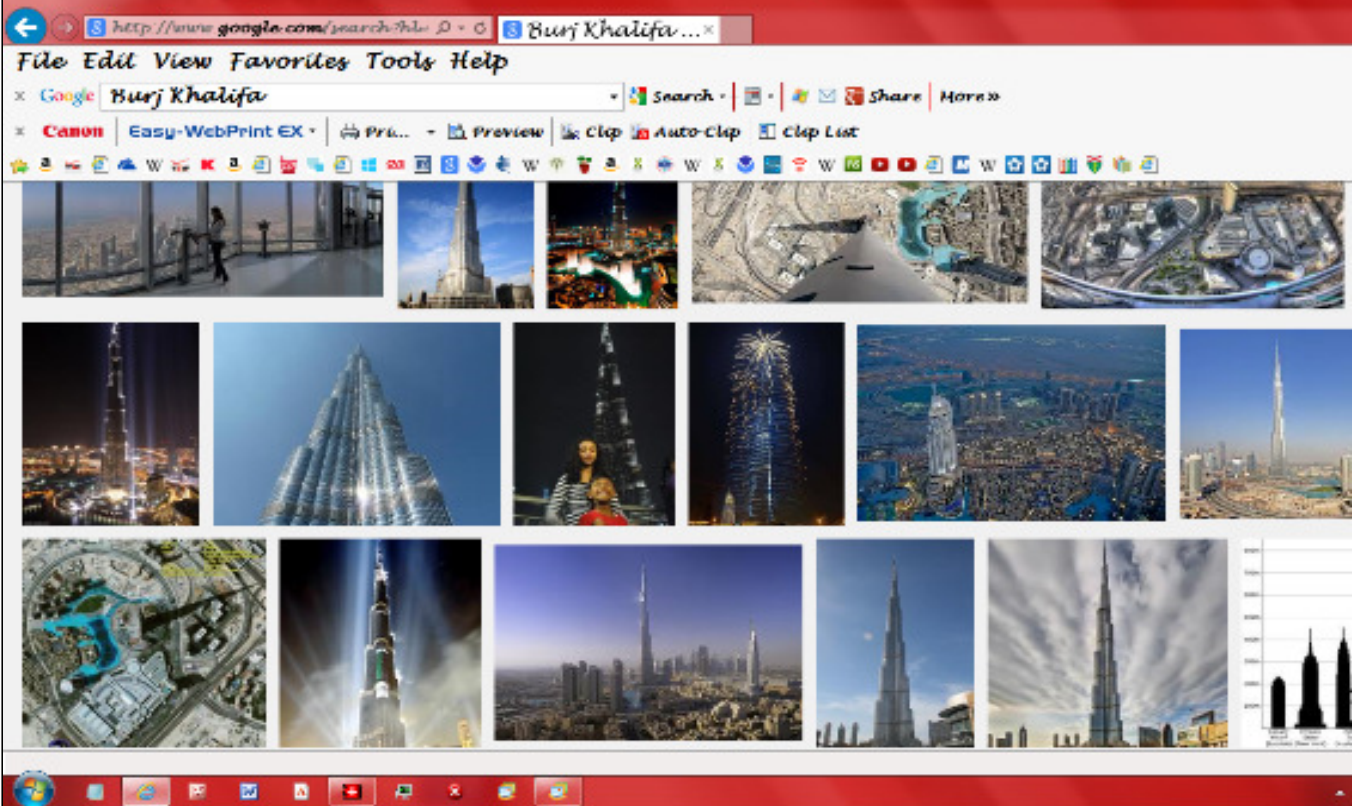 http://www.google.com/search?hl= Burj Khalifa ...
File Edit View Favorites Tools Help
Google Burj Khalifa Search Share More »
Canon Easy-WebPrint EX Pri... Preview Clip Auto-Clip Clip List